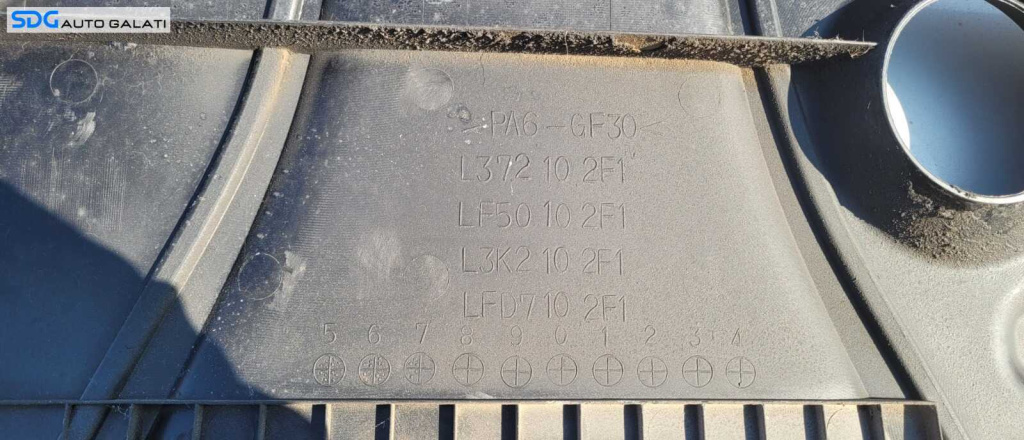 SDG AUTO GALATI
>PA6-GF30<
L372 10 2F1
LF50 10 2F1
L3K2 10 2F1
LFD7 10 2F1
5 6 7 8 9 0 1 2 3 4